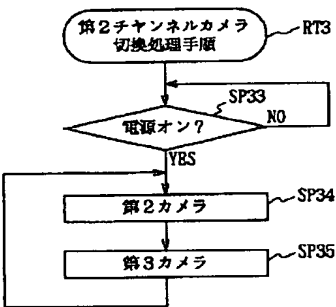 第2チャンネルカメラ
切換処理手順
RT3
SP33
電源オン?
NO
YES
第2カメラ
SP34
第3カメラ
SP35